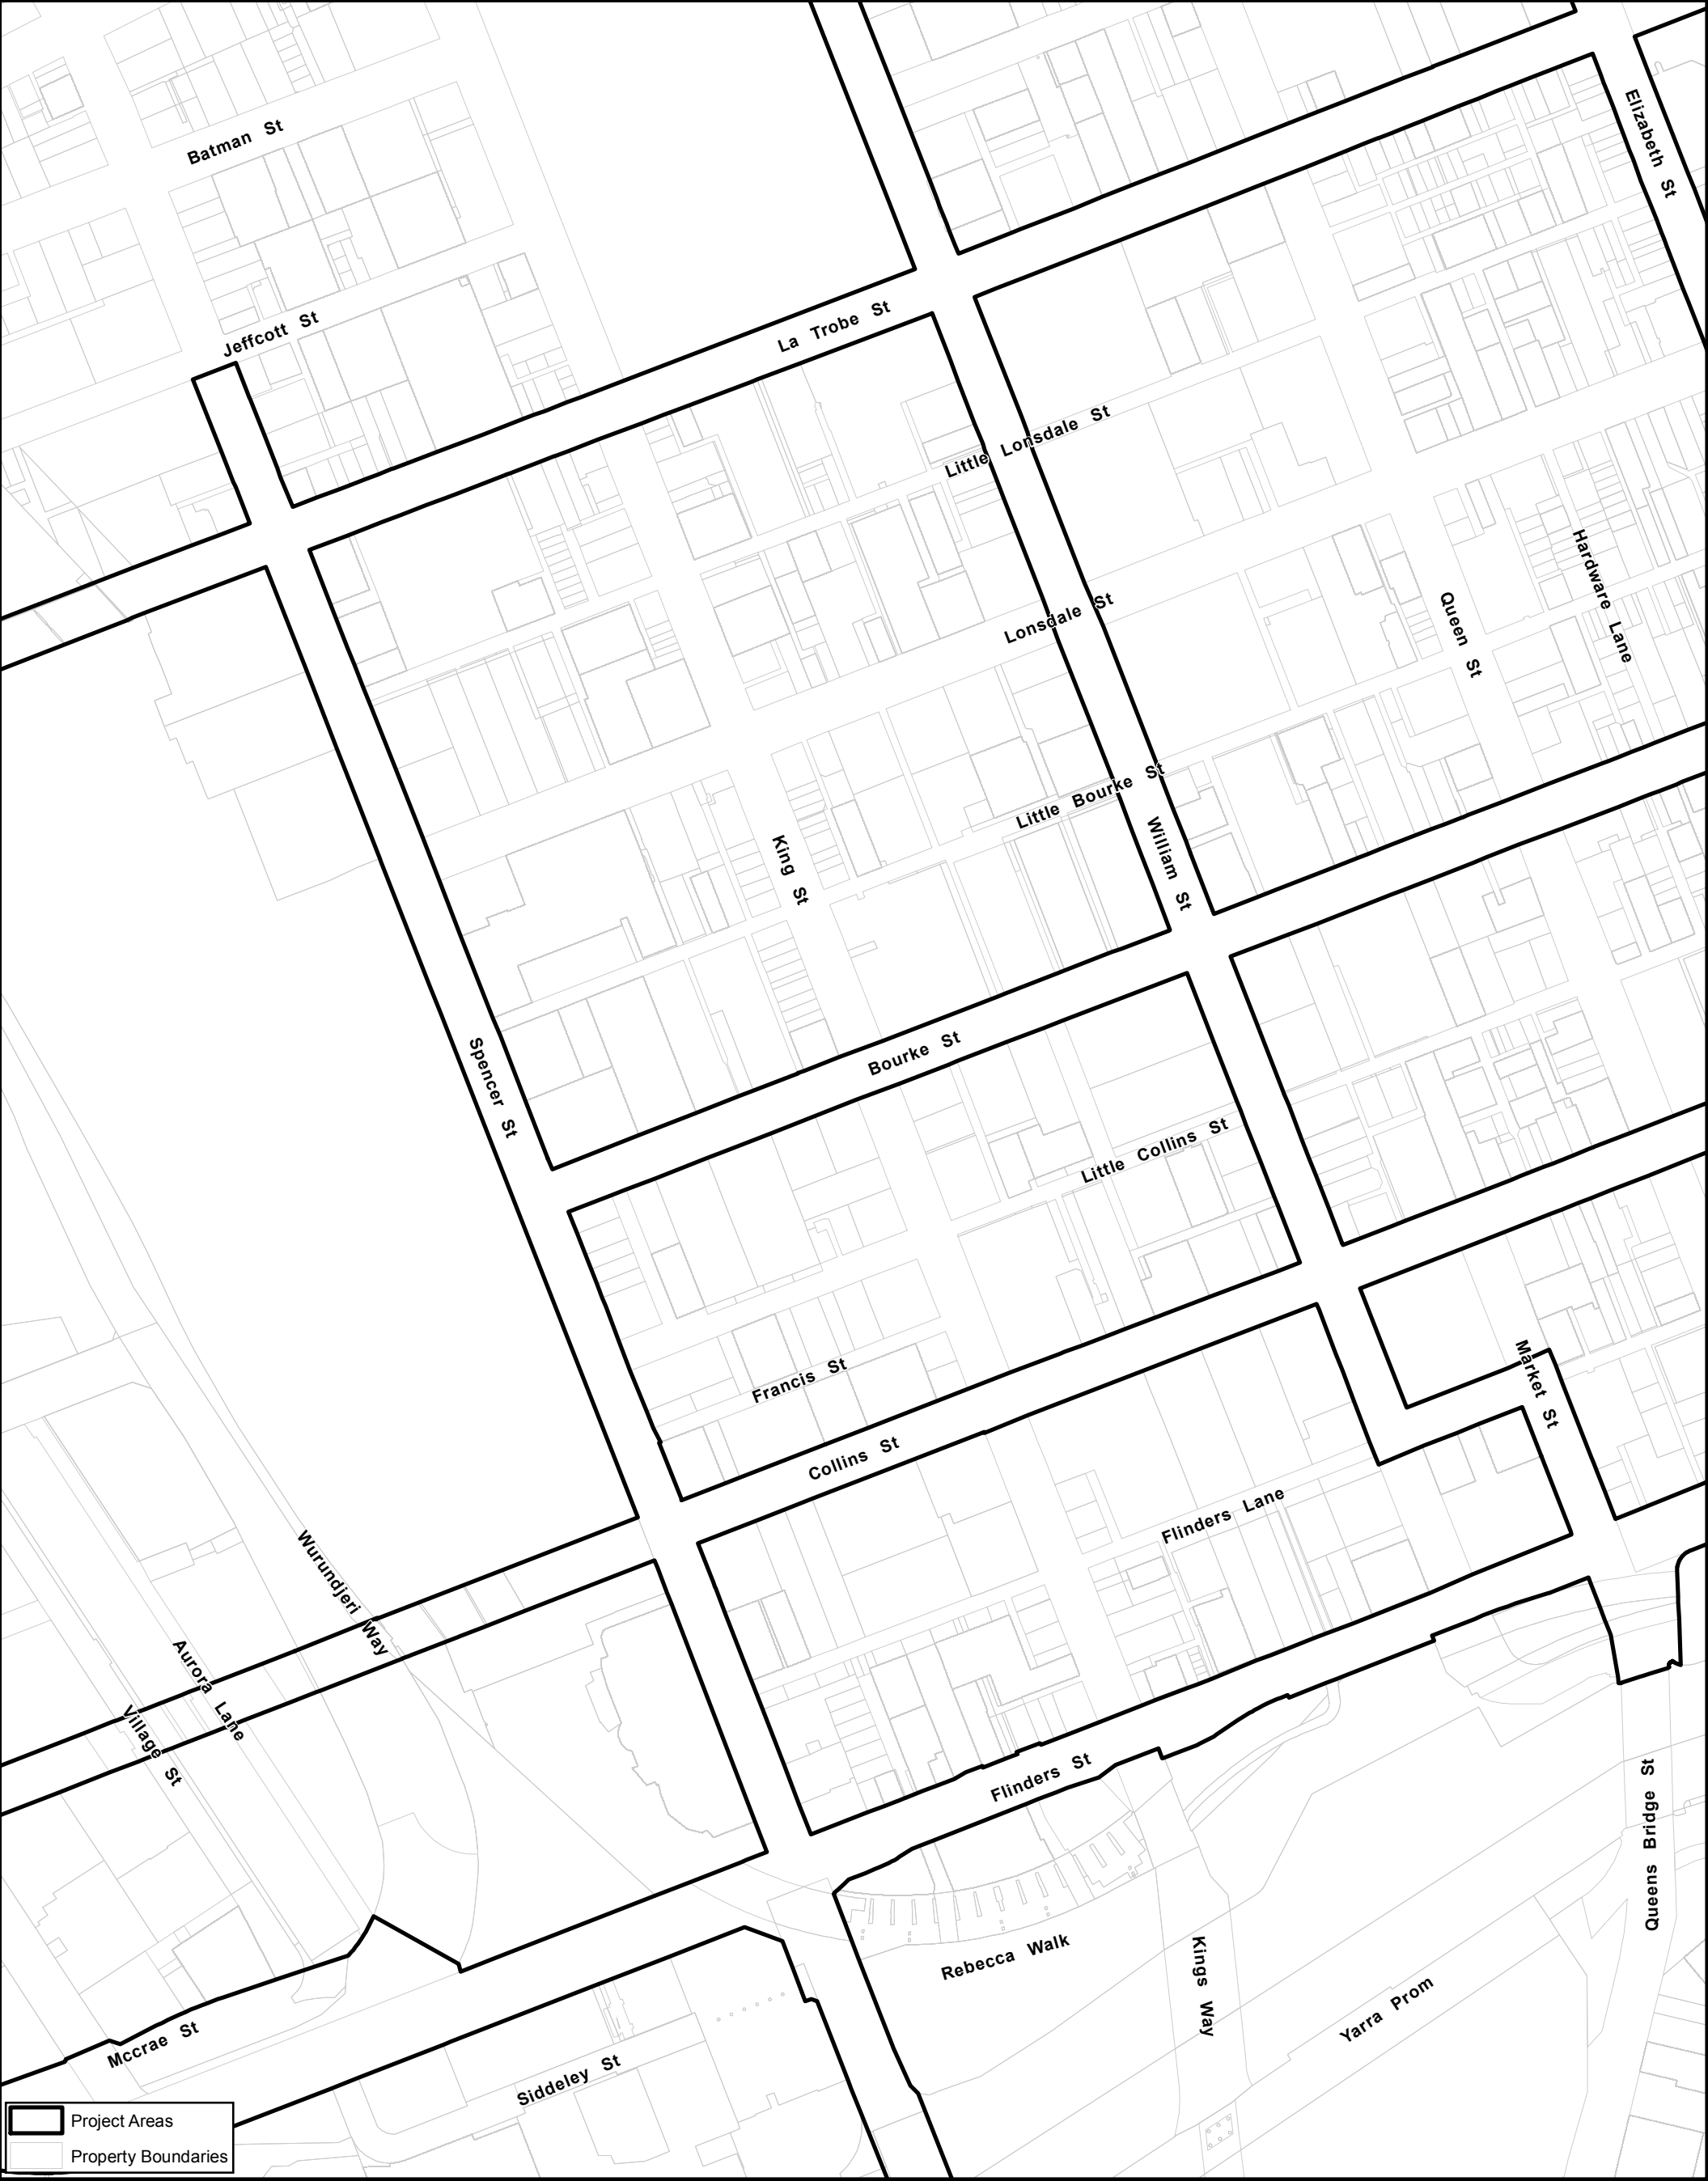 Elizabeth St
Batman St
Jeffcott St
La Trobe St
Little Lonsdale St
Hardware Lane
Lonsdale St
Queen St
Little Bourke St
King St
William St
Spencer St
Bourke St
Little Collins St
Francis St
Market St
Collins St
Flinders Lane
Wurundjeri Way
Aurora Lane
Village St
Flinders St
Queens Bridge St
Rebecca Walk
Kings Way
Yarra Prom
Mccrae St
Siddeley St
Project Areas
Property Boundaries